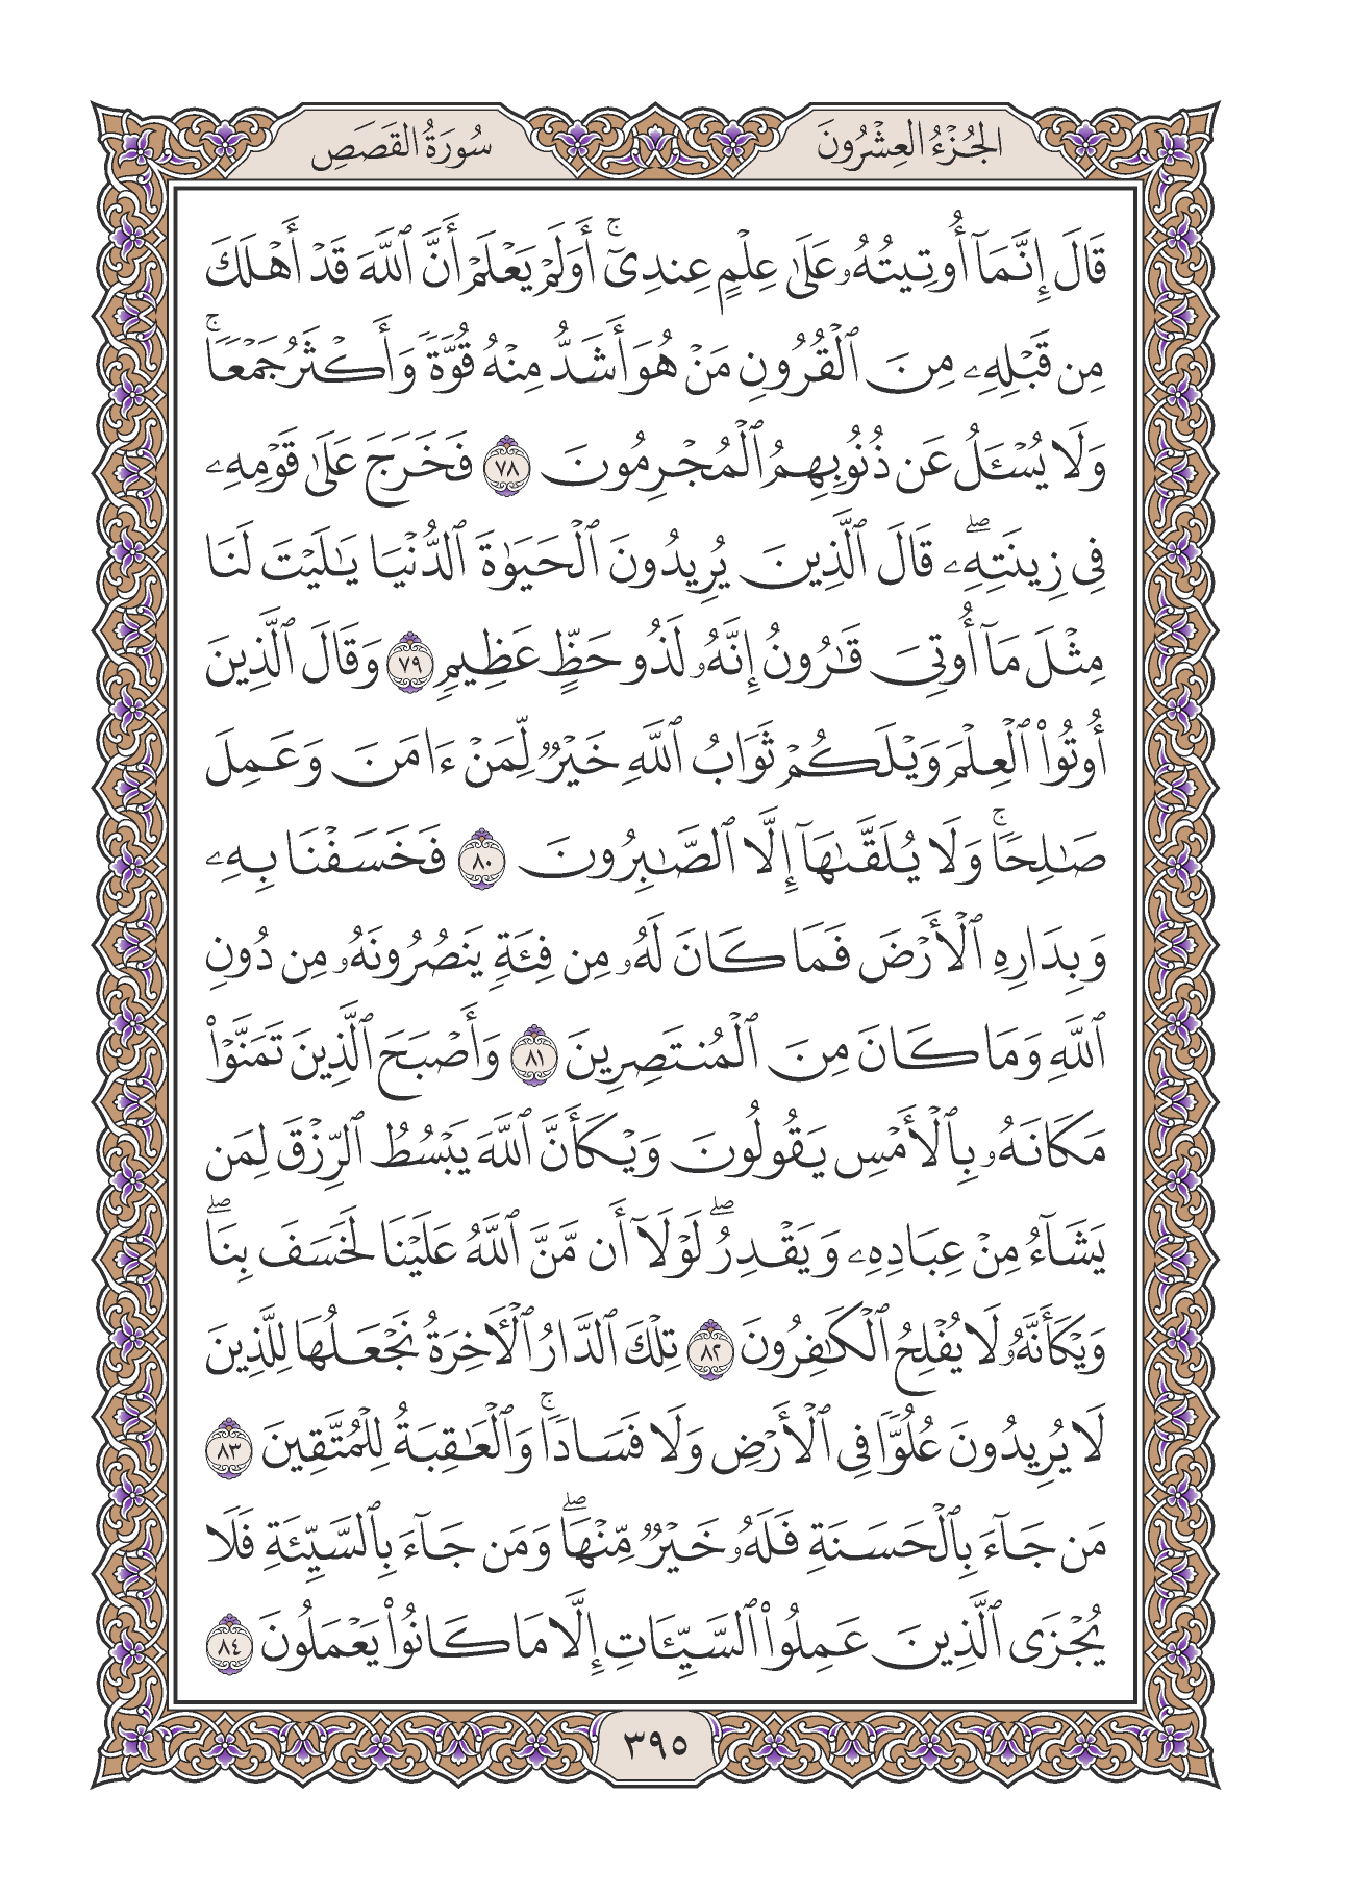 الجُزْءُ العِشْرُونَ
سُورَةُ القَصَصِ
قَالَ إِنَّمَآ أُوتِيتُهُۥ عَلَىٰ عِلْمٍ عِندِىٓ ۚ أَوَلَمْ يَعْلَمْ أَنَّ ٱللَّهَ قَدْ أَهْلَكَ
مِن قَبْلِهِۦ مِنَ ٱلْقُرُونِ مَنْ هُوَ أَشَدُّ مِنْهُ قُوَّةً وَأَكْثَرُ جَمْعًا ۚ
وَلَا يُسْـَٔلُ عَن ذُنُوبِهِمُ ٱلْمُجْرِمُونَ ٧٨ فَخَرَجَ عَلَىٰ قَوْمِهِۦ
فِى زِينَتِهِۦ ۖ قَالَ ٱلَّذِينَ يُرِيدُونَ ٱلْحَيَوٰةَ ٱلدُّنْيَا يَـٰلَيْتَ لَنَا
مِثْلَ مَآ أُوتِىَ قَـٰرُونُ إِنَّهُۥ لَذُو حَظٍّ عَظِيمٍ ٧٩ وَقَالَ ٱلَّذِينَ
أُوتُوا۟ ٱلْعِلْمَ وَيْلَكُمْ ثَوَابُ ٱللَّهِ خَيْرٌ لِّمَنْ ءَامَنَ وَعَمِلَ
صَـٰلِحًا ۚ وَلَا يُلَقَّىٰهَآ إِلَّا ٱلصَّـٰبِرُونَ ٨٠ فَخَسَفْنَا بِهِۦ
وَبِدَارِهِ ٱلْأَرْضَ فَمَا كَانَ لَهُۥ مِن فِئَةٍ يَنصُرُونَهُۥ مِن دُونِ
ٱللَّهِ وَمَا كَانَ مِنَ ٱلْمُنتَصِرِينَ ٨١ وَأَصْبَحَ ٱلَّذِينَ تَمَنَّوْا۟
مَكَانَهُۥ بِٱلْأَمْسِ يَقُولُونَ وَيْكَأَنَّ ٱللَّهَ يَبْسُطُ ٱلرِّزْقَ لِمَن
يَشَآءُ مِنْ عِبَادِهِۦ وَيَقْدِرُ ۖ لَوْلَآ أَن مَّنَّ ٱللَّهُ عَلَيْنَا لَخَسَفَ بِنَا ۖ
وَيْكَأَنَّهُۥ لَا يُفْلِحُ ٱلْكَـٰفِرُونَ ٨٢ تِلْكَ ٱلدَّارُ ٱلْـَٔاخِرَةُ نَجْعَلُهَا لِلَّذِينَ
لَا يُرِيدُونَ عُلُوًّا فِى ٱلْأَرْضِ وَلَا فَسَادًا ۚ وَٱلْعَـٰقِبَةُ لِلْمُتَّقِينَ ٨٣
مَن جَآءَ بِٱلْحَسَنَةِ فَلَهُۥ خَيْرٌ مِّنْهَا ۖ وَمَن جَآءَ بِٱلسَّيِّئَةِ فَلَا
يُجْزَى ٱلَّذِينَ عَمِلُوا۟ ٱلسَّيِّـَٔاتِ إِلَّا مَا كَانُوا۟ يَعْمَلُونَ ٨٤
٣٩٥